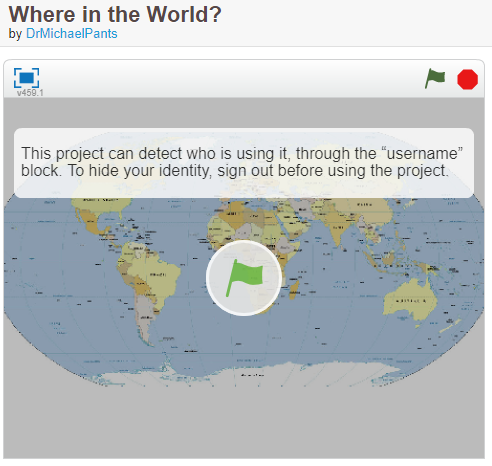 Where in the World?
by DrMichaelPants
v459.1
This project can detect who is using it, through the “username”
block. To hide your identity, sign out before using the project.